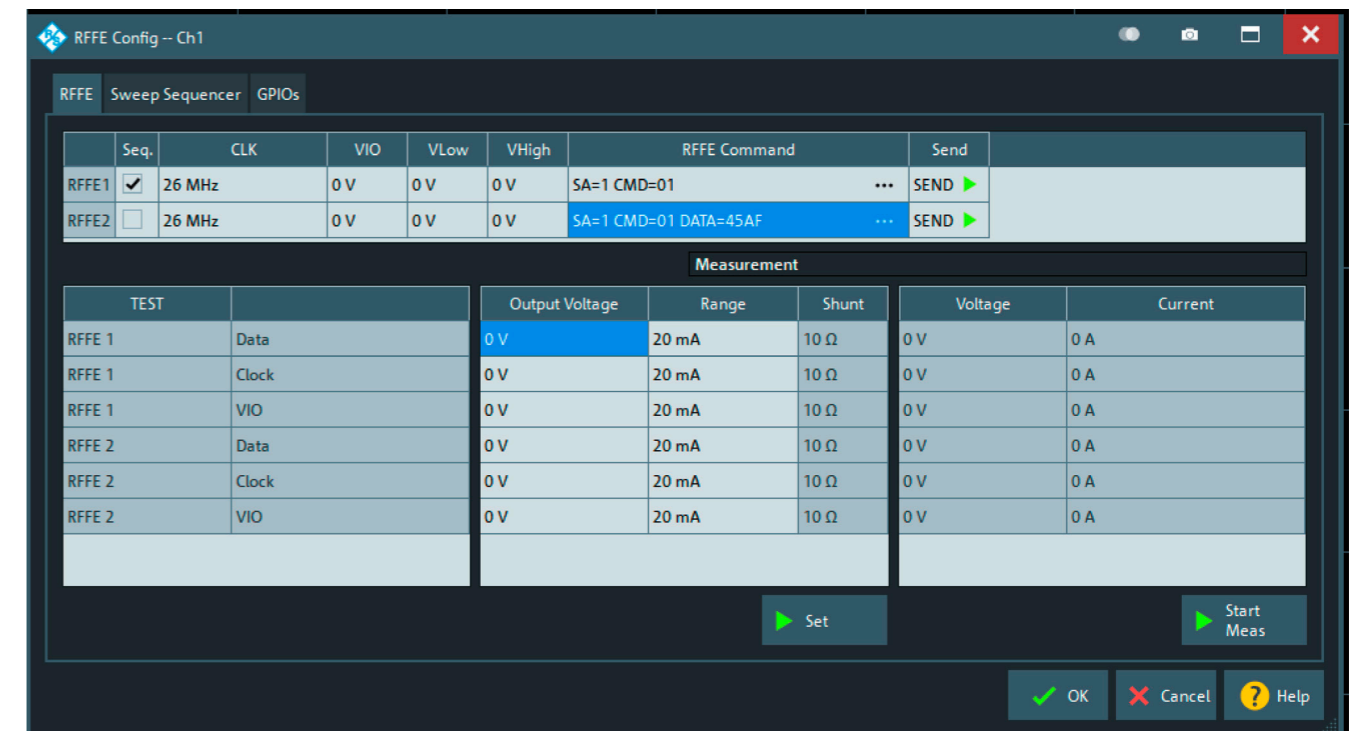 RFFE Config -- Ch1
RFFE Sweep Sequencer GPIOs
Seq. CLK VIO VLow VHigh RFFE Command Send
RFFE1 26 MHz 0 V 0 V 0 V SA=1 CMD=01 ... SEND
RFFE2 26 MHz 0 V 0 V 0 V SA=1 CMD=01 DATA=45AF ... SEND
Measurement
TEST Output Voltage Range Shunt Voltage Current
RFFE 1 Data 0 V 20 mA 10 Ω 0 V 0 A
RFFE 1 Clock 0 V 20 mA 10 Ω 0 V 0 A
RFFE 1 VIO 0 V 20 mA 10 Ω 0 V 0 A
RFFE 2 Data 0 V 20 mA 10 Ω 0 V 0 A
RFFE 2 Clock 0 V 20 mA 10 Ω 0 V 0 A
RFFE 2 VIO 0 V 20 mA 10 Ω 0 V 0 A
Set
Start
Meas
OK Cancel ? Help